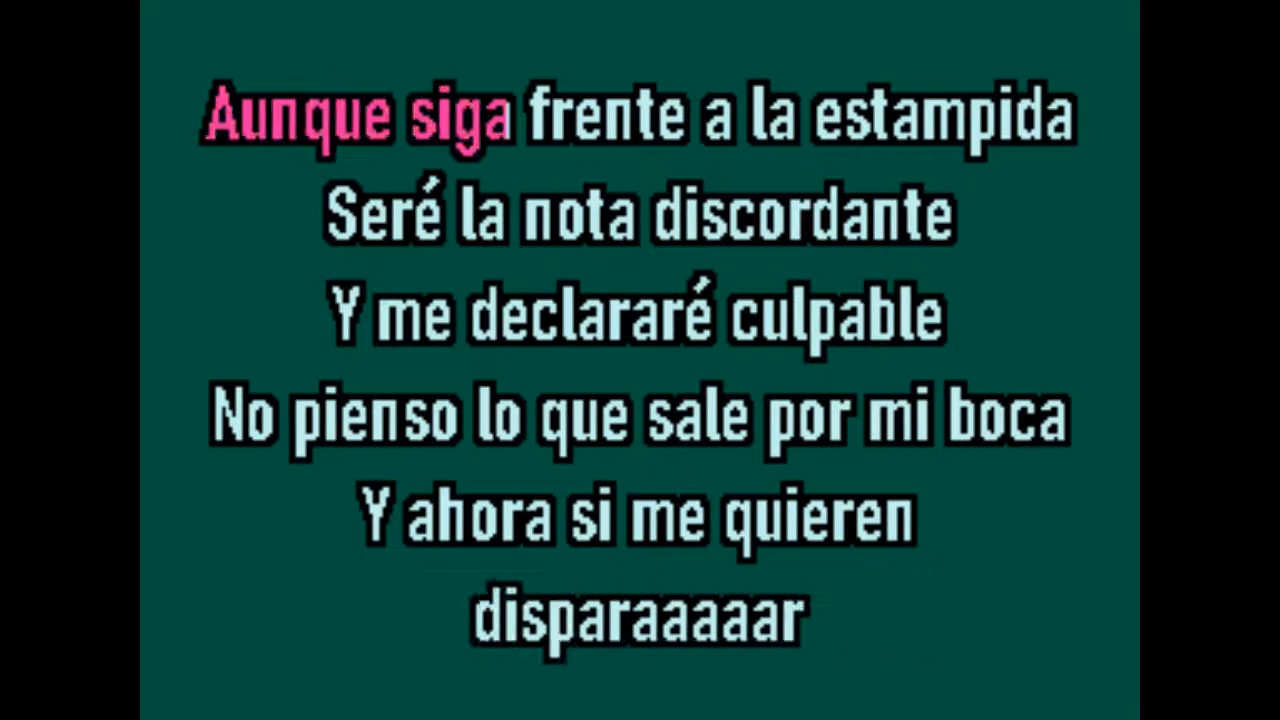 Aunque siga frente a la estampida
Seré la nota discordante
Y me declararé culpable
No pienso lo que sale por mi boca
Y ahora si me quieren
disparaaaaar